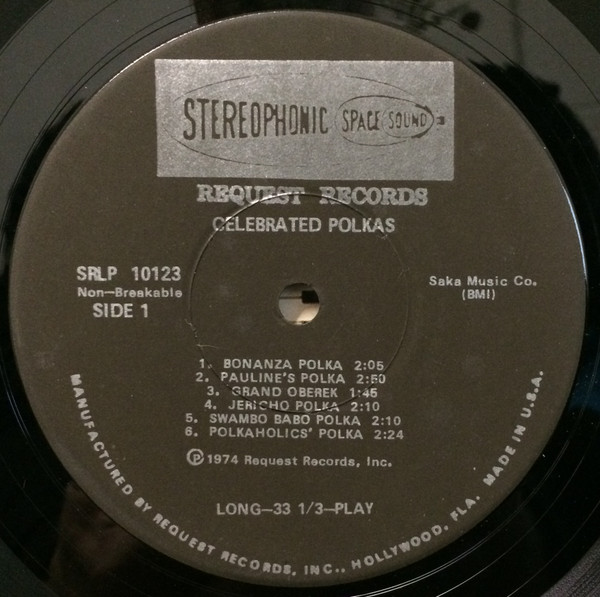 STEREOPHONIC SPACE SOUND
REQUEST RECORDS
CELEBRATED POLKAS
SRLP 10123
Non-Breakable
SIDE 1
Saka Music Co.
(BMI)
1. BONANZA POLKA 2:05
2. PAULINE'S POLKA 2:50
3. GRAND OBEREK 1:45
4. JERICHO POLKA 2:10
5. SWAMBO BABO POLKA 2:10
6. POLKAHOLICS' POLKA 2:24
Ⓟ 1974 Request Records, Inc.
LONG—33 1/3—PLAY
MANUFACTURED BY REQUEST RECORDS, INC., HOLLYWOOD, FLA. MADE IN U.S.A.